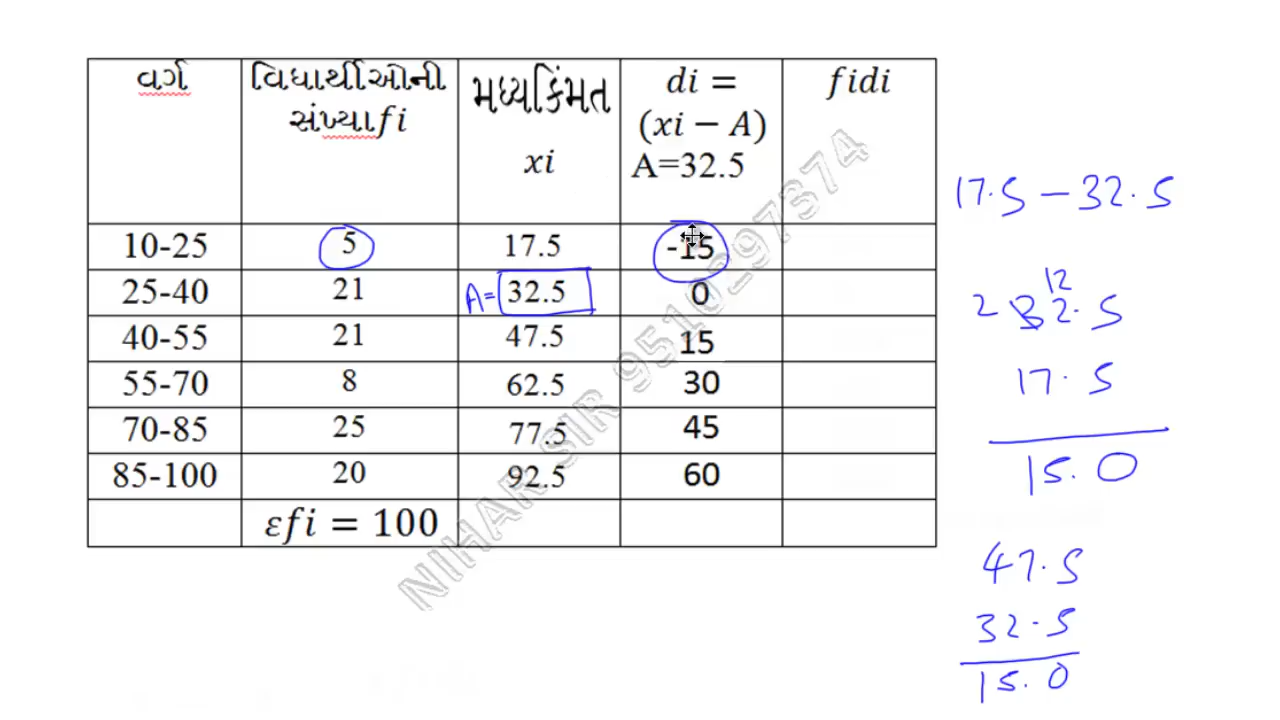 વર્ગ
વિધાર્થીઓની
સંખ્યા fi
મધ્યકિંમત
xi
di =
(xi − A)
A=32.5
fidi
10-25 5 17.5 -15
25-40 21 A= 32.5 0
40-55 21 47.5 15
55-70 8 62.5 30
70-85 25 77.5 45
85-100 20 92.5 60
εfi = 100
17.5 − 32.5
12
2 32.5
17.5
15.0
47.5
32.5
15.0
NIHAR SIR 9510_297374